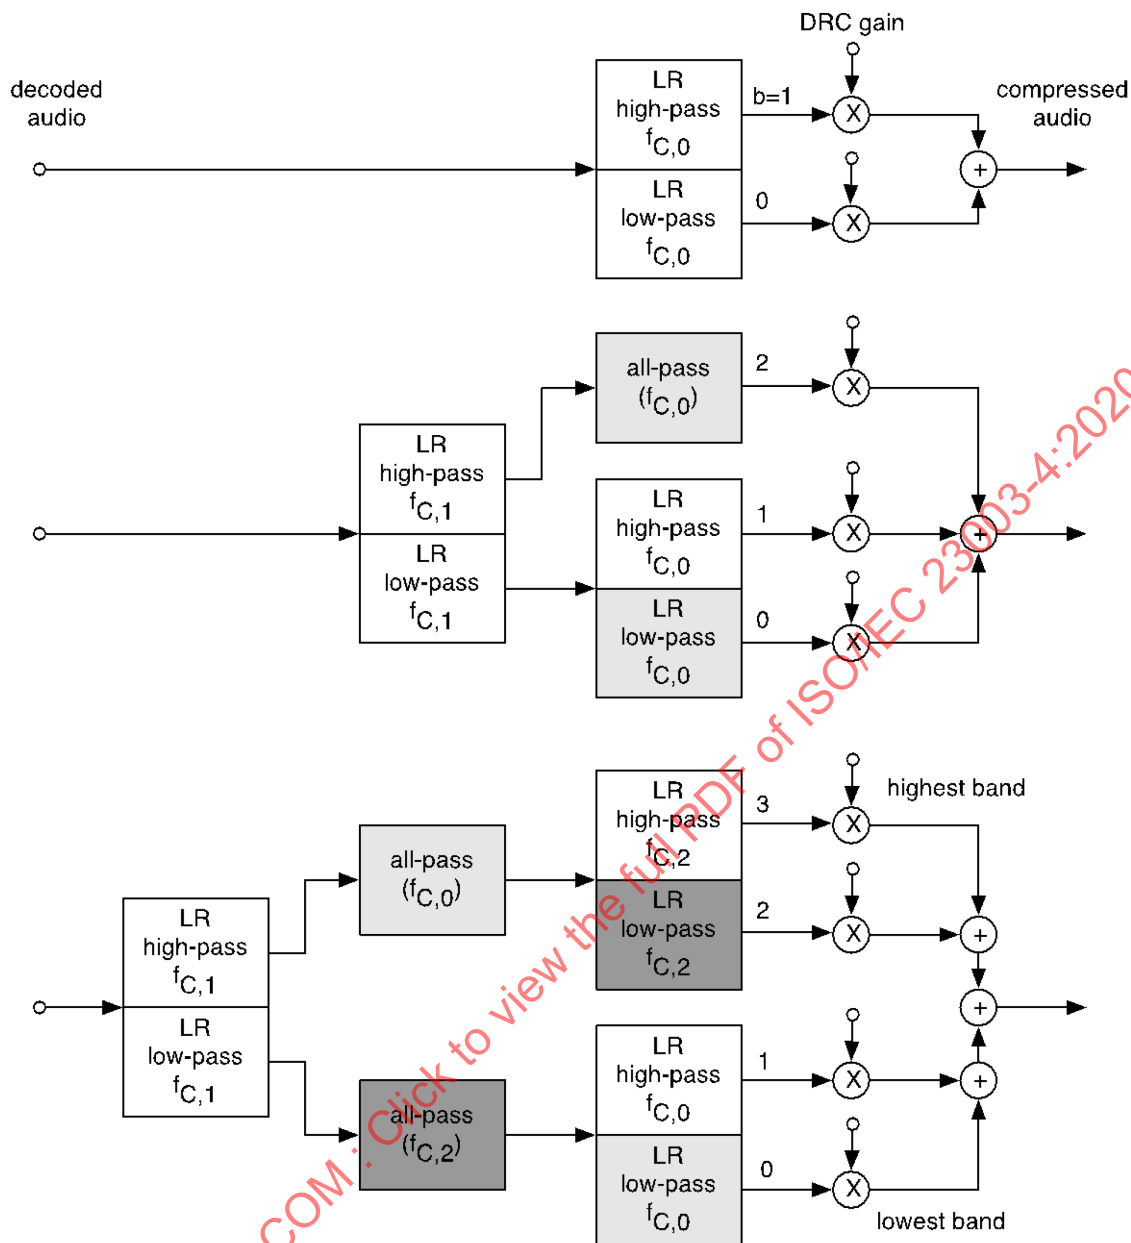 DRC gain
decoded
audio
LR
high-pass
fC,0
b=1
X
compressed
audio
+
LR
low-pass
fC,0
0
X
all-pass
(fC,0)
2
X
LR
high-pass
fC,1
LR
low-pass
fC,1
LR
high-pass
fC,0
1
X
+
LR
low-pass
fC,0
0
X
LR
high-pass
fC,2
3
X
highest band
all-pass
(fC,0)
LR
low-pass
fC,2
2
X
+
LR
high-pass
fC,1
LR
low-pass
fC,1
+
LR
high-pass
fC,0
1
X
+
all-pass
(fC,2)
LR
low-pass
fC,0
0
X
lowest band
COM : Click to view the full PDF of ISO/IEC 23003-4:2020